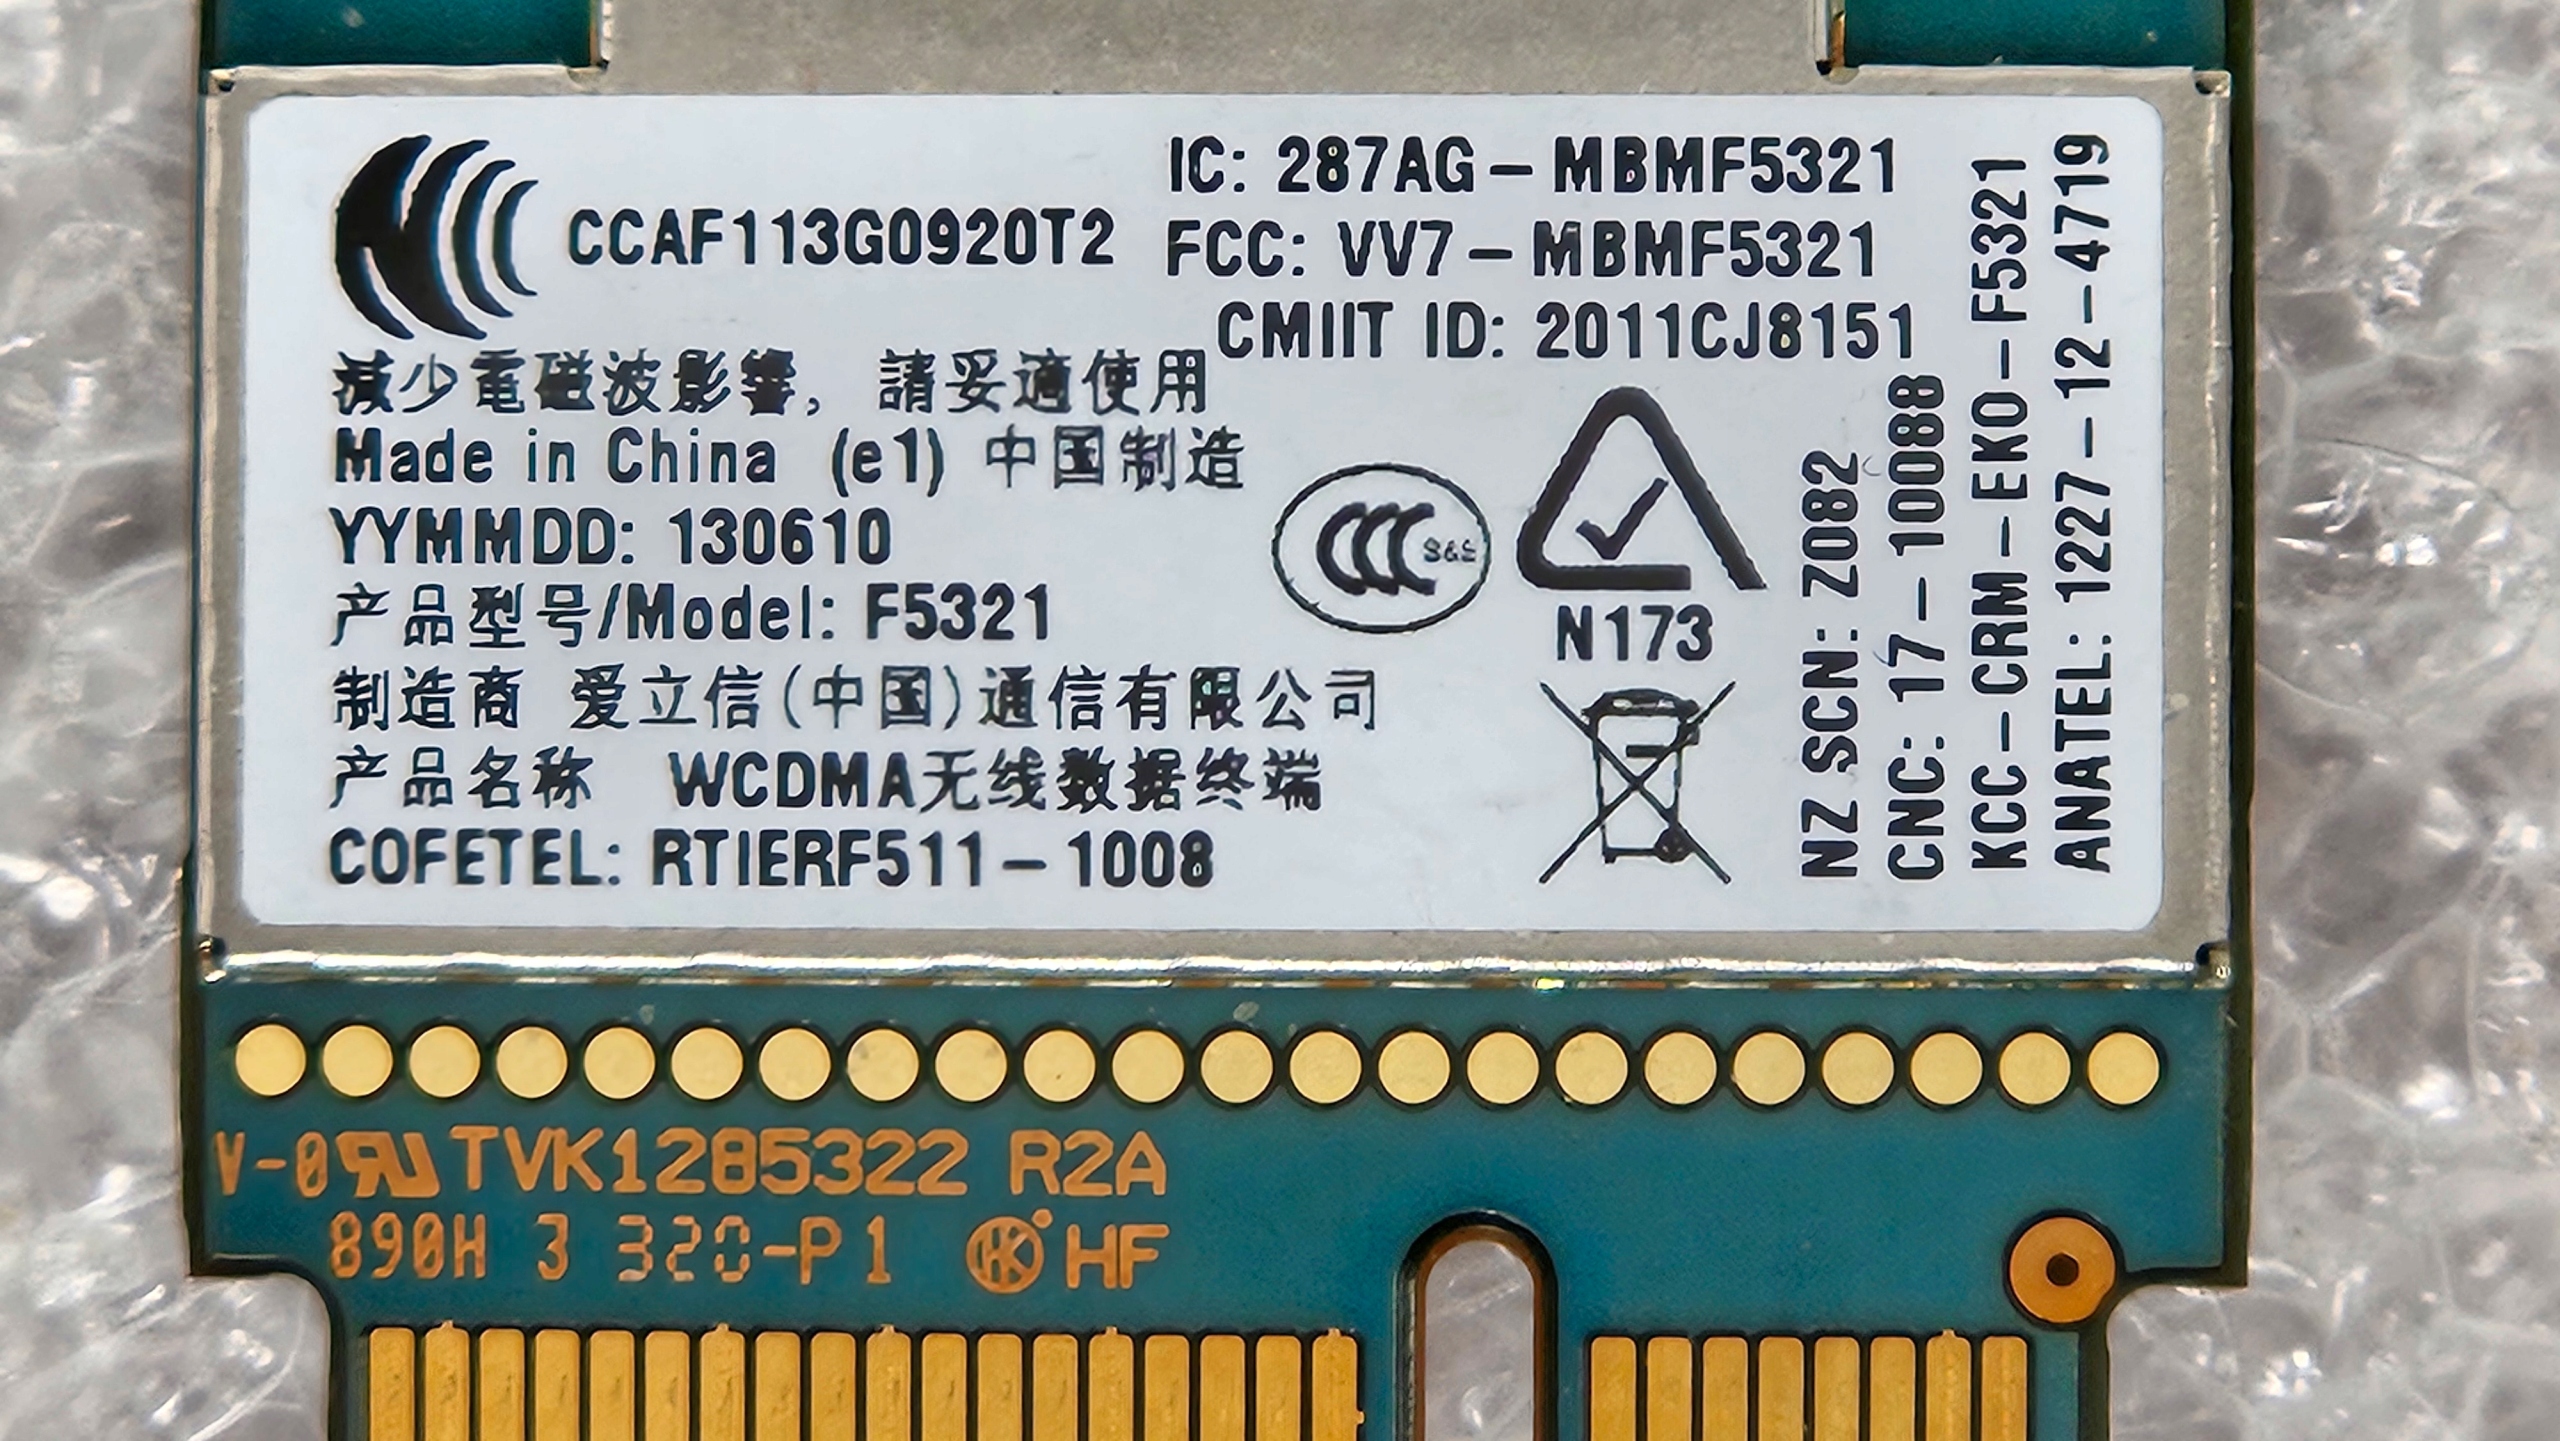 CCAF113G0920T2
IC: 287AG-MBMF5321
FCC: VV7-MBMF5321
CMIIT ID: 2011CJ8151
減少電磁波影響, 請妥適使用
Made in China (e1) 中国制造
YYMMDD: 130610
产品型号/Model: F5321
制造商 爱立信(中国)通信有限公司
产品名称 WCDMA无线数据终端
COFETEL: RTIERF511-1008
S&E
N173
NZ SCN: Z082
CNC: 17-10088
KCC-CRM-EKO-F5321
ANATEL: 1227-12-4719
V-0 RU TVK1285322 R2A
890H 3 320-P1 HK HF